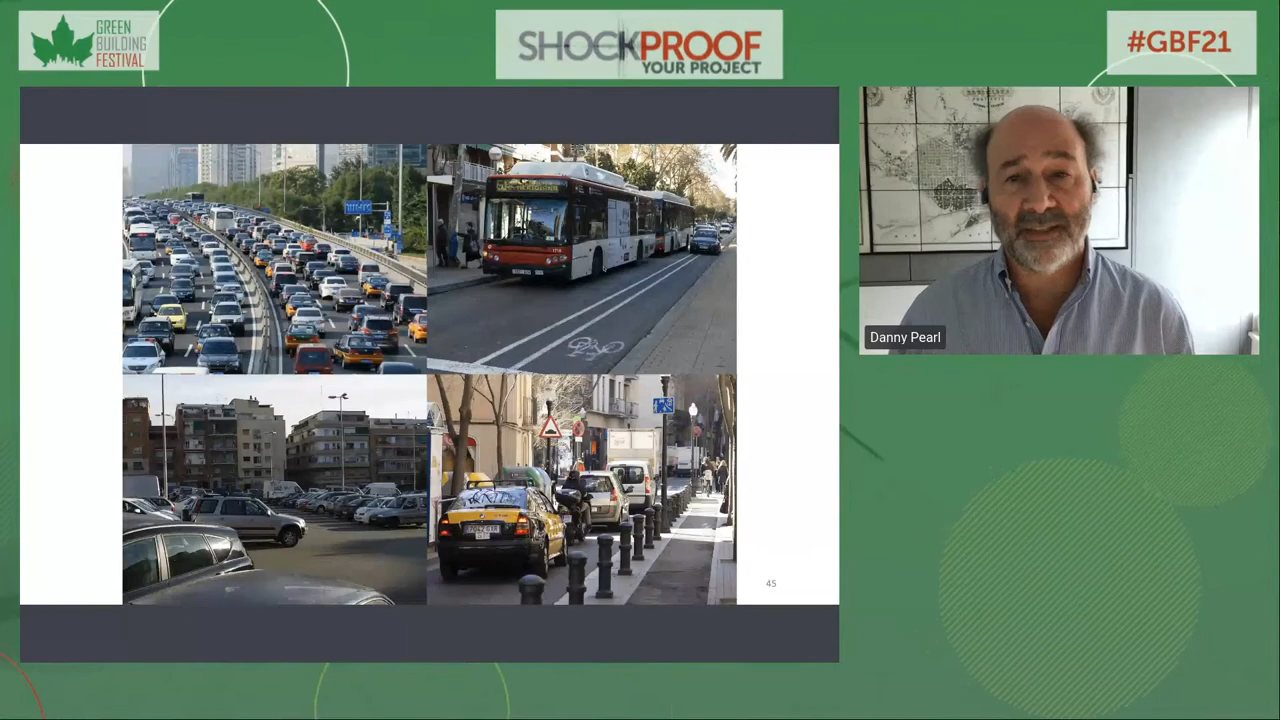 GREEN
BUILDING
FESTIVAL
SHOCKPROOF
YOUR PROJECT
#GBF21
Danny Pearl
45